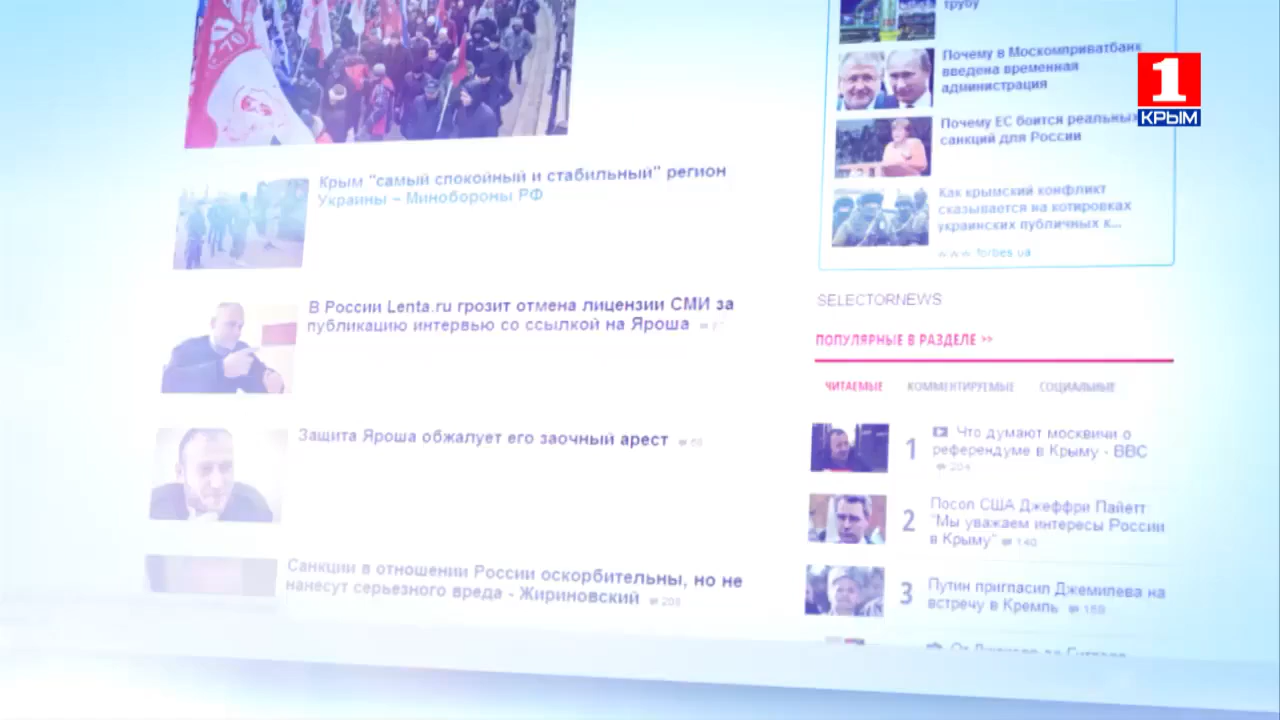 трубу
Почему в Москомприватбанк
введена временная
администрация
1
КРЫМ
Почему ЕС боится реальных
санкций для России
Как крымский конфликт
сказывается на котировках
украинских публичных к...
www.forbes.ua
Крым "самый спокойный и стабильный" регион
Украины – Минобороны РФ
В России Lenta.ru грозит отмена лицензии СМИ за
публикацию интервью со ссылкой на Яроша
Защита Яроша обжалует его заочный арест
Санкции в отношении России оскорбительны, но не
нанесут серьезного вреда - Жириновский
SELECTORNEWS
ПОПУЛЯРНЫЕ В РАЗДЕЛЕ >>
ЧИТАЕМЫЕ КОММЕНТИРУЕМЫЕ СОЦИАЛЬНЫЕ
1 Что думают москвичи о
референдуме в Крыму - ВВС
204
2 Посол США Джеффри Пайетт:
"Мы уважаем интересы России
в Крыму" 140
3 Путин пригласил Джемилева на
встречу в Кремль